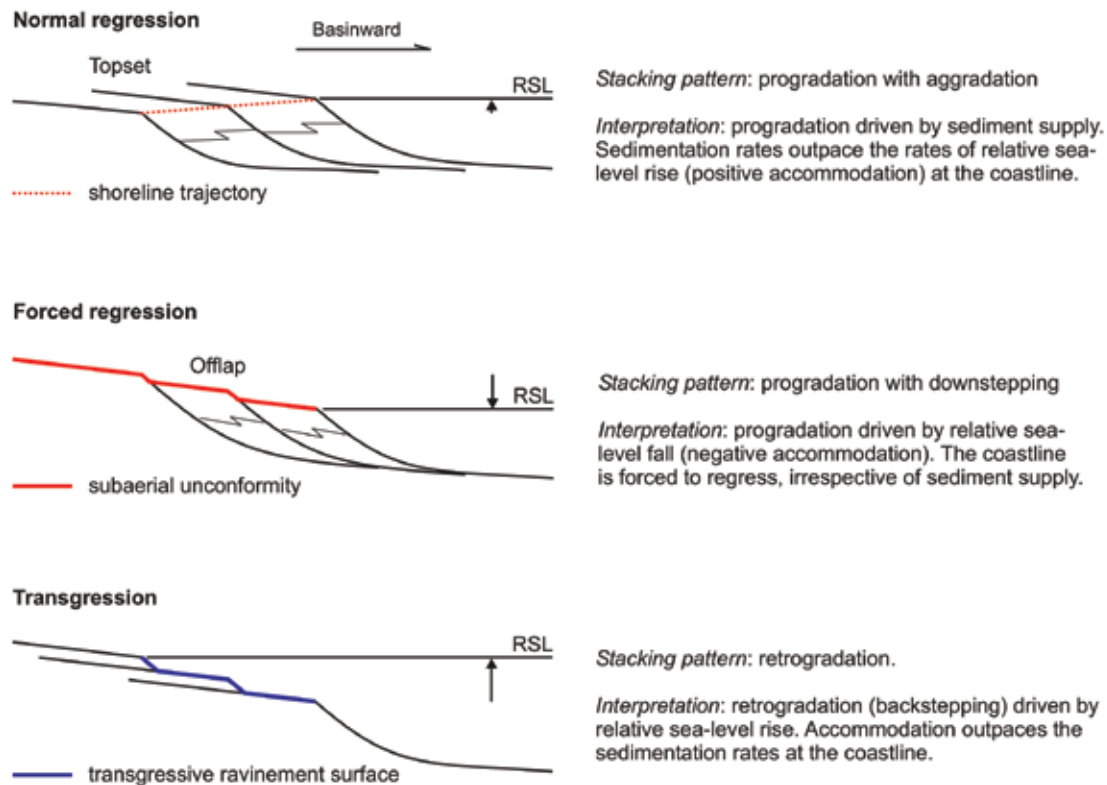 Normal regression
Basinward
Topset
RSL
shoreline trajectory
Stacking pattern: progradation with aggradation
Interpretation: progradation driven by sediment supply.
Sedimentation rates outpace the rates of relative sea-
level rise (positive accommodation) at the coastline.
Forced regression
Offlap
RSL
subaerial unconformity
Stacking pattern: progradation with downstepping
Interpretation: progradation driven by relative sea-
level fall (negative accommodation). The coastline
is forced to regress, irrespective of sediment supply.
Transgression
RSL
transgressive ravinement surface
Stacking pattern: retrogradation.
Interpretation: retrogradation (backstepping) driven by
relative sea-level rise. Accommodation outpaces the
sedimentation rates at the coastline.